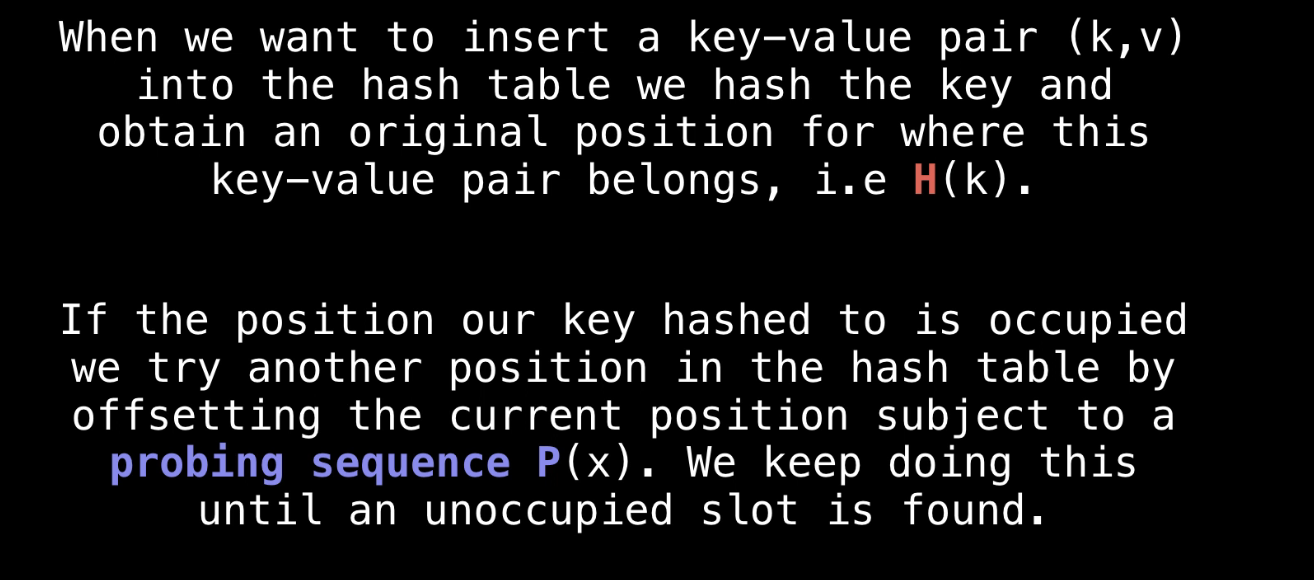 When we want to insert a key-value pair (k,v)
into the hash table we hash the key and
obtain an original position for where this
key-value pair belongs, i.e H(k).
If the position our key hashed to is occupied
we try another position in the hash table by
offsetting the current position subject to a
probing sequence P(x). We keep doing this
until an unoccupied slot is found.